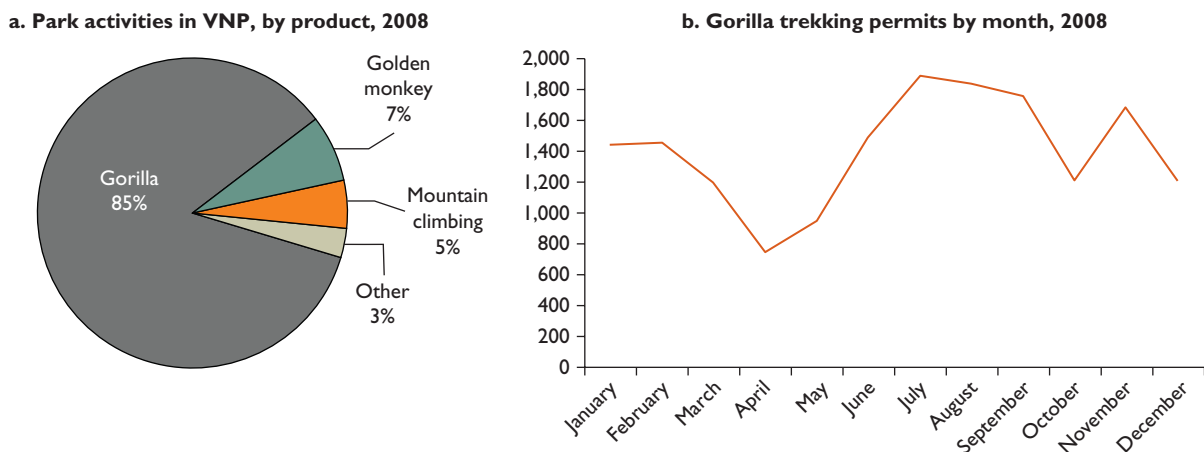 a. Park activities in VNP, by product, 2008
Golden
monkey
7%
Gorilla
85%
Mountain
climbing
5%
Other
3%
b. Gorilla trekking permits by month, 2008
2,000
1,800
1,600
1,400
1,200
1,000
800
600
400
200
0
January
February
March
April
May
June
July
August
September
October
November
December